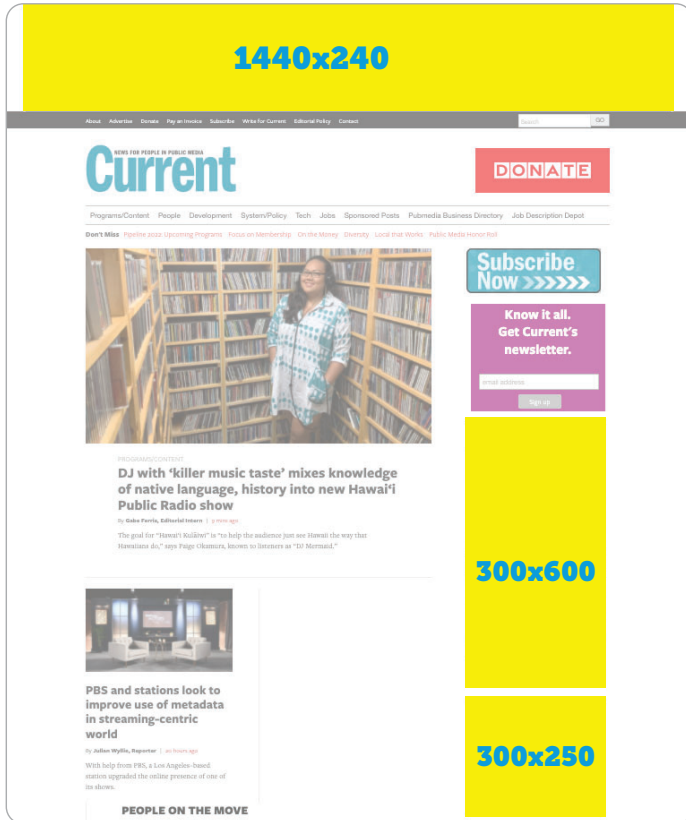 1440x240
About Advertise Donate Pay an Invoice Subscribe Write for Current Editorial Policy Contact
Search GO
NEWS FOR PEOPLE IN PUBLIC MEDIA
Current
DONATE
Programs/Content People Development System/Policy Tech Jobs Sponsored Posts Pubmedia Business Directory Job Description Depot
Don't Miss Pipeline 2022: Upcoming Programs Focus on Membership On the Money Diversity Local that Works Public Media Honor Roll
Subscribe
Now >>>>>>
Know it all.
Get Current's
newsletter.
email address
Sign up
PROGRAMS/CONTENT
DJ with ‘killer music taste’ mixes knowledge
of native language, history into new Hawai‘i
Public Radio show
By Gabe Ferris, Editorial Intern |
The goal for “Hawai‘i Kulāiwi” is “to help the audience just see Hawaii the way that
Hawaiians do,” says Paige Okamura, known to listeners as “DJ Mermaid.”
300x600
PBS and stations look to
improve use of metadata
in streaming-centric
world
By Julian Wyllie, Reporter | hours ago
With help from PBS, a Los Angeles-based
station upgraded the online presence of one of
its shows.
300x250
PEOPLE ON THE MOVE